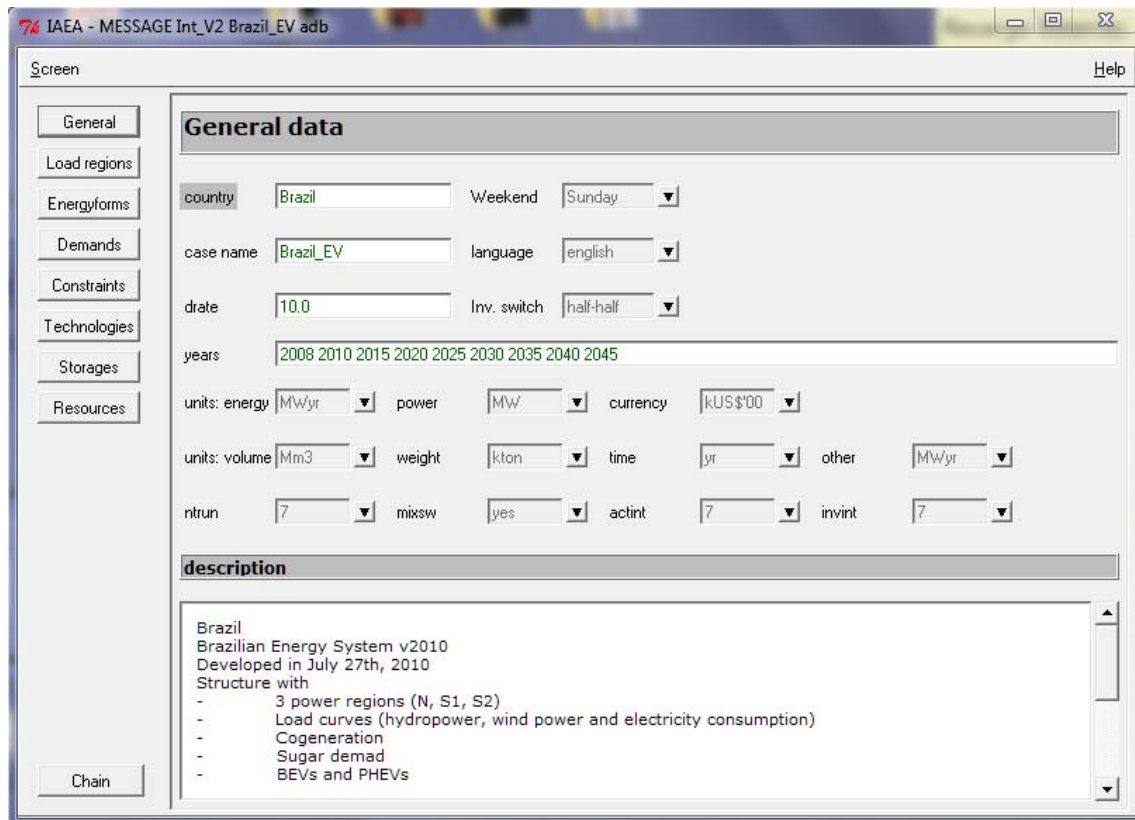 IAEA - MESSAGE Int_V2 Brazil_EV adb
Screen Help
General
Load regions
Energyforms
Demands
Constraints
Technologies
Storages
Resources
Chain
General data
country Brazil Weekend Sunday
case name Brazil_EV language english
drate 10.0 Inv. switch half-half
years 2008 2010 2015 2020 2025 2030 2035 2040 2045
units: energy MWyr power MW currency kUS$'00
units: volume Mm3 weight kton time yr other MWyr
ntrun 7 mixsw yes actint 7 invint 7
description
Brazil
Brazilian Energy System v2010
Developed in July 27th, 2010
Structure with
- 3 power regions (N, S1, S2)
- Load curves (hydropower, wind power and electricity consumption)
- Cogeneration
- Sugar demad
- BEVs and PHEVs